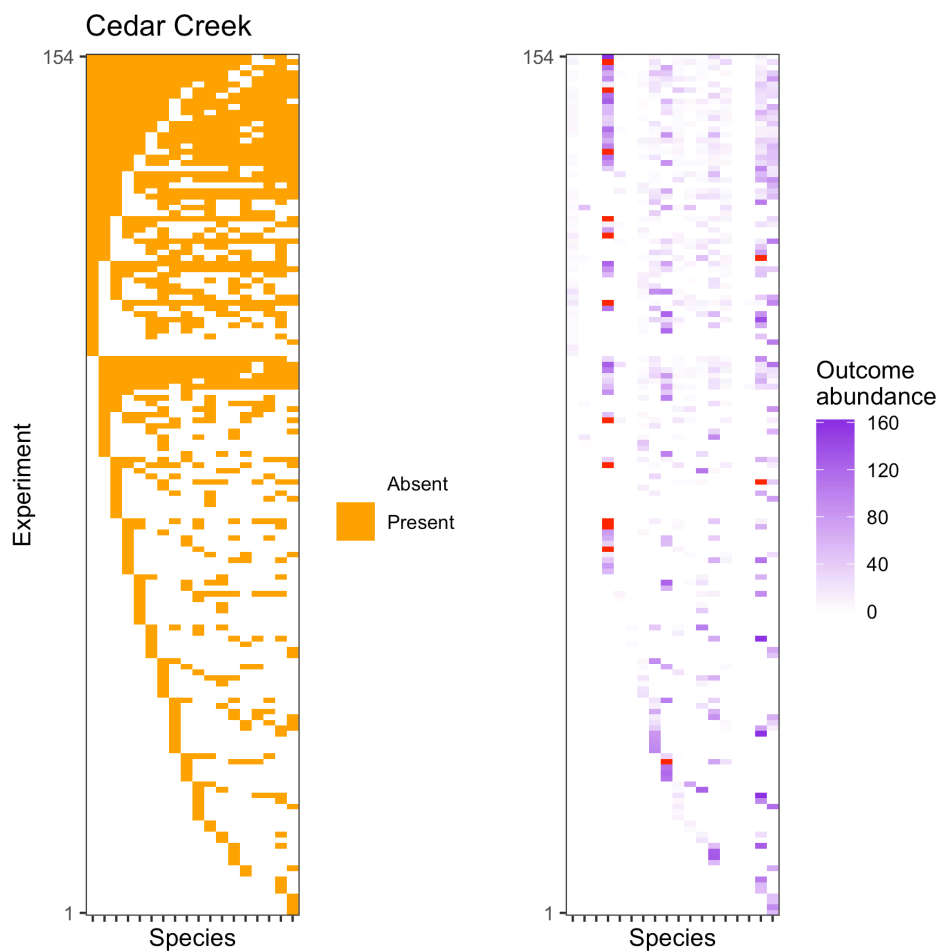 Cedar Creek
154
1
Experiment
Species
Absent
Present
154
1
Species
Outcome
abundance
160
120
80
40
0